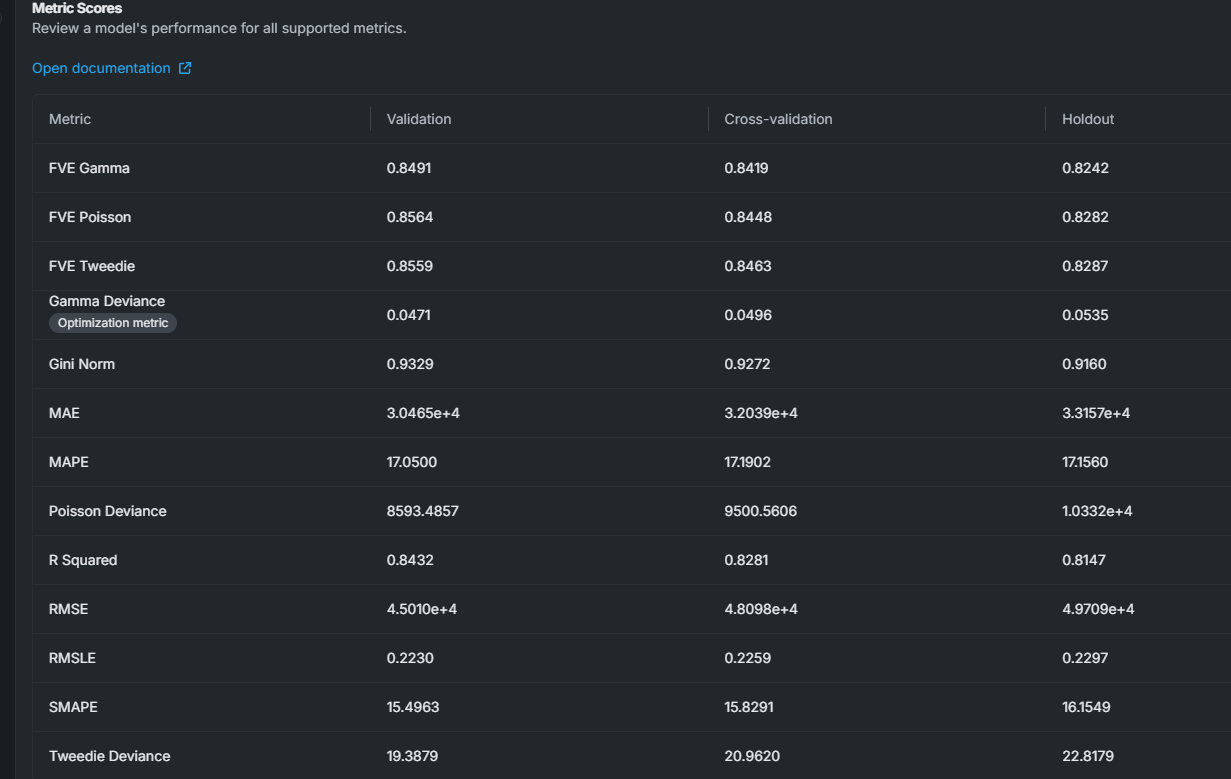 Metric Scores
Review a model's performance for all supported metrics.
Open documentation
Metric Validation Cross-validation Holdout
FVE Gamma 0.8491 0.8419 0.8242
FVE Poisson 0.8564 0.8448 0.8282
FVE Tweedie 0.8559 0.8463 0.8287
Gamma Deviance
Optimization metric 0.0471 0.0496 0.0535
Gini Norm 0.9329 0.9272 0.9160
MAE 3.0465e+4 3.2039e+4 3.3157e+4
MAPE 17.0500 17.1902 17.1560
Poisson Deviance 8593.4857 9500.5606 1.0332e+4
R Squared 0.8432 0.8281 0.8147
RMSE 4.5010e+4 4.8098e+4 4.9709e+4
RMSLE 0.2230 0.2259 0.2297
SMAPE 15.4963 15.8291 16.1549
Tweedie Deviance 19.3879 20.9620 22.8179